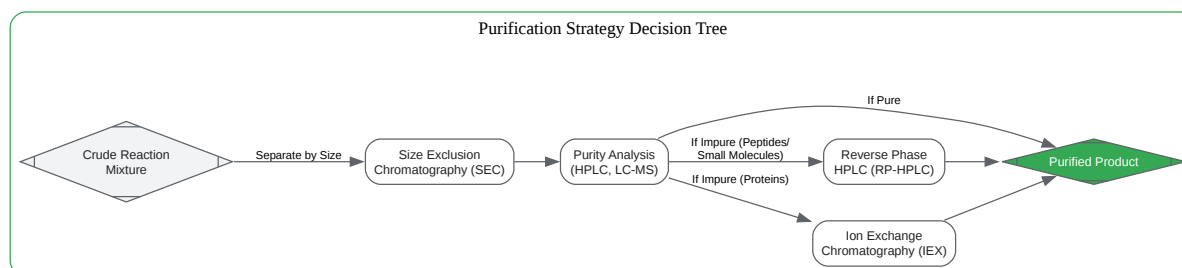 Purification Strategy Decision Tree
Crude Reaction
Mixture
Separate by Size
Size Exclusion
Chromatography (SEC)
Purity Analysis
(HPLC, LC-MS)
If Pure
If Impure (Peptides/
Small Molecules)
If Impure (Proteins)
Reverse Phase
HPLC (RP-HPLC)
Ion Exchange
Chromatography (IEX)
Purified Product